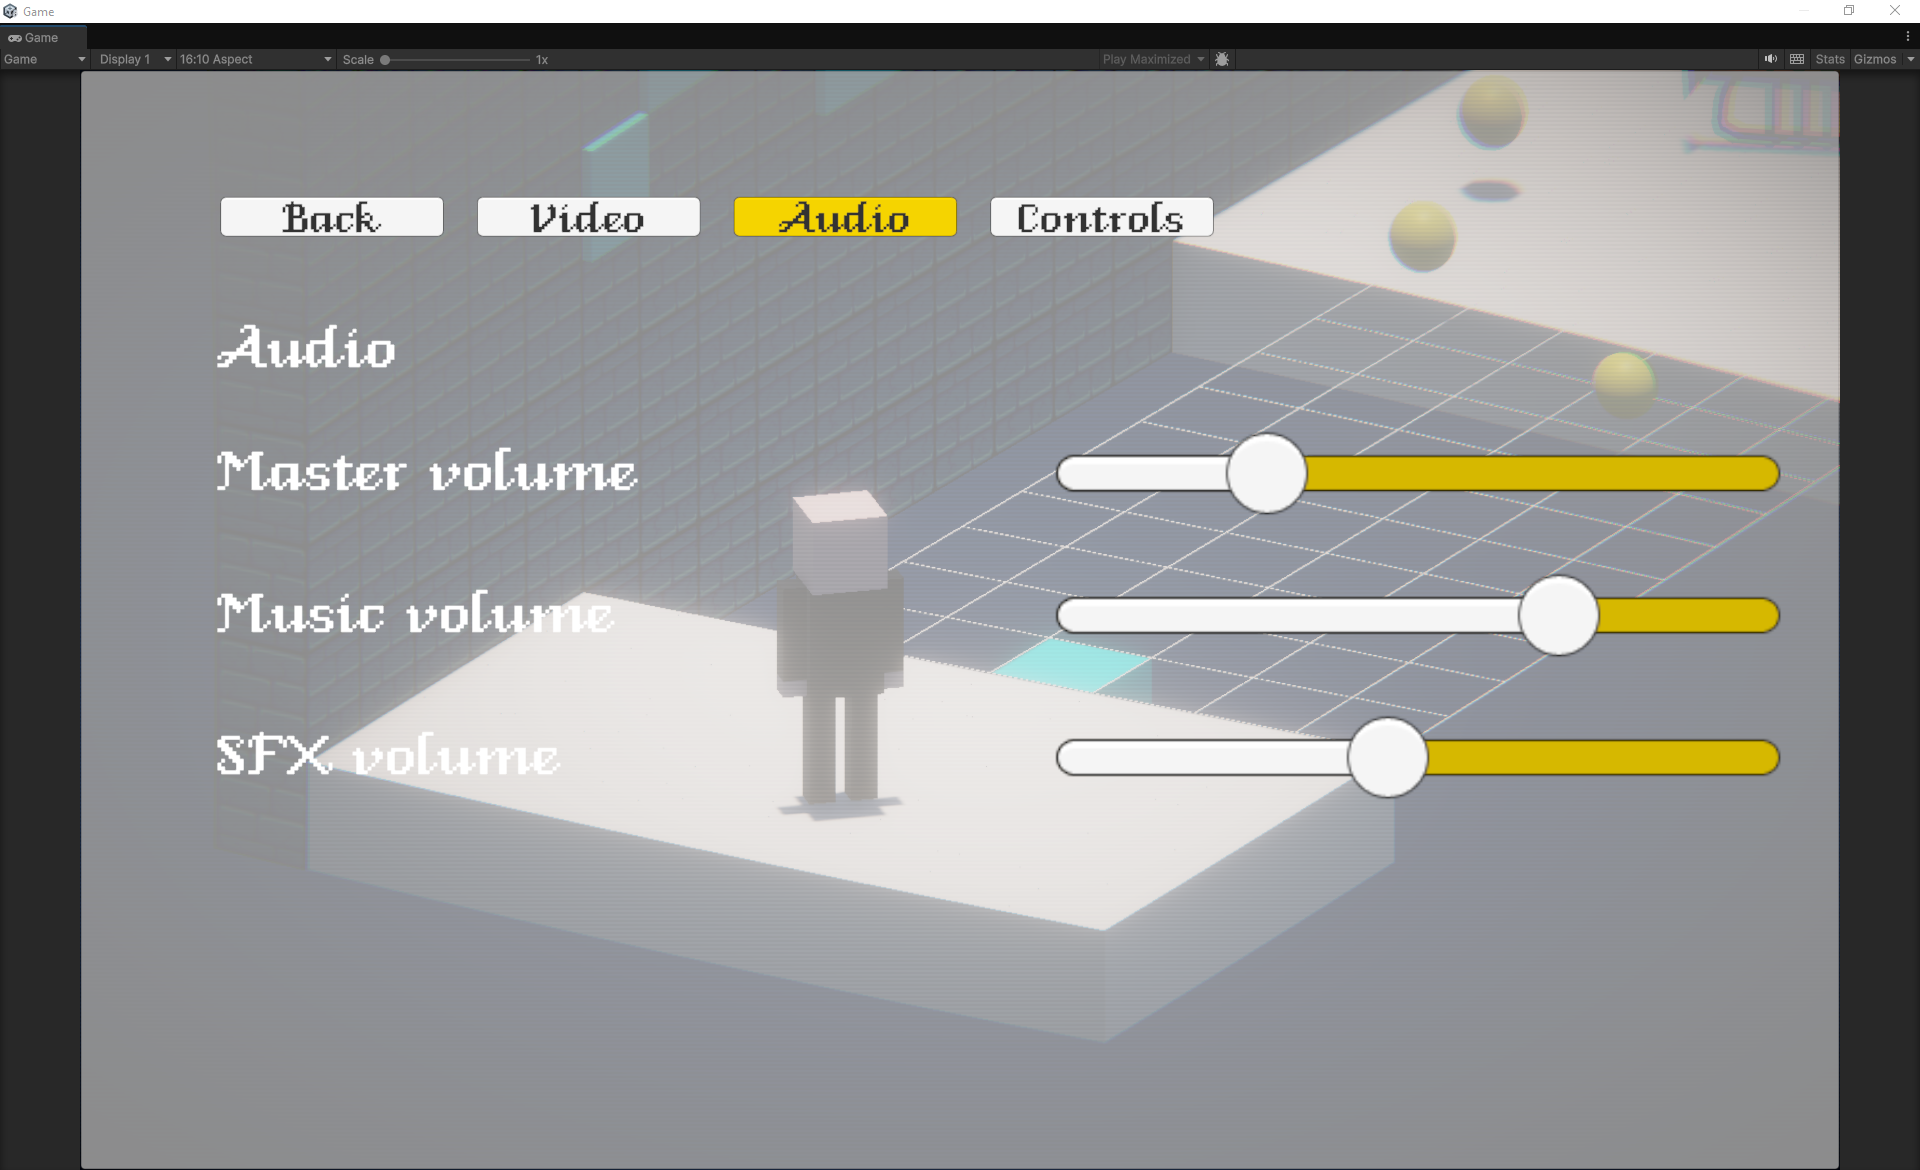 Game
Game
Game Display 1 16:10 Aspect Scale 1x Play Maximized Stats Gizmos
Back Video Audio Controls
Audio
Master volume
Music volume
SFX volume